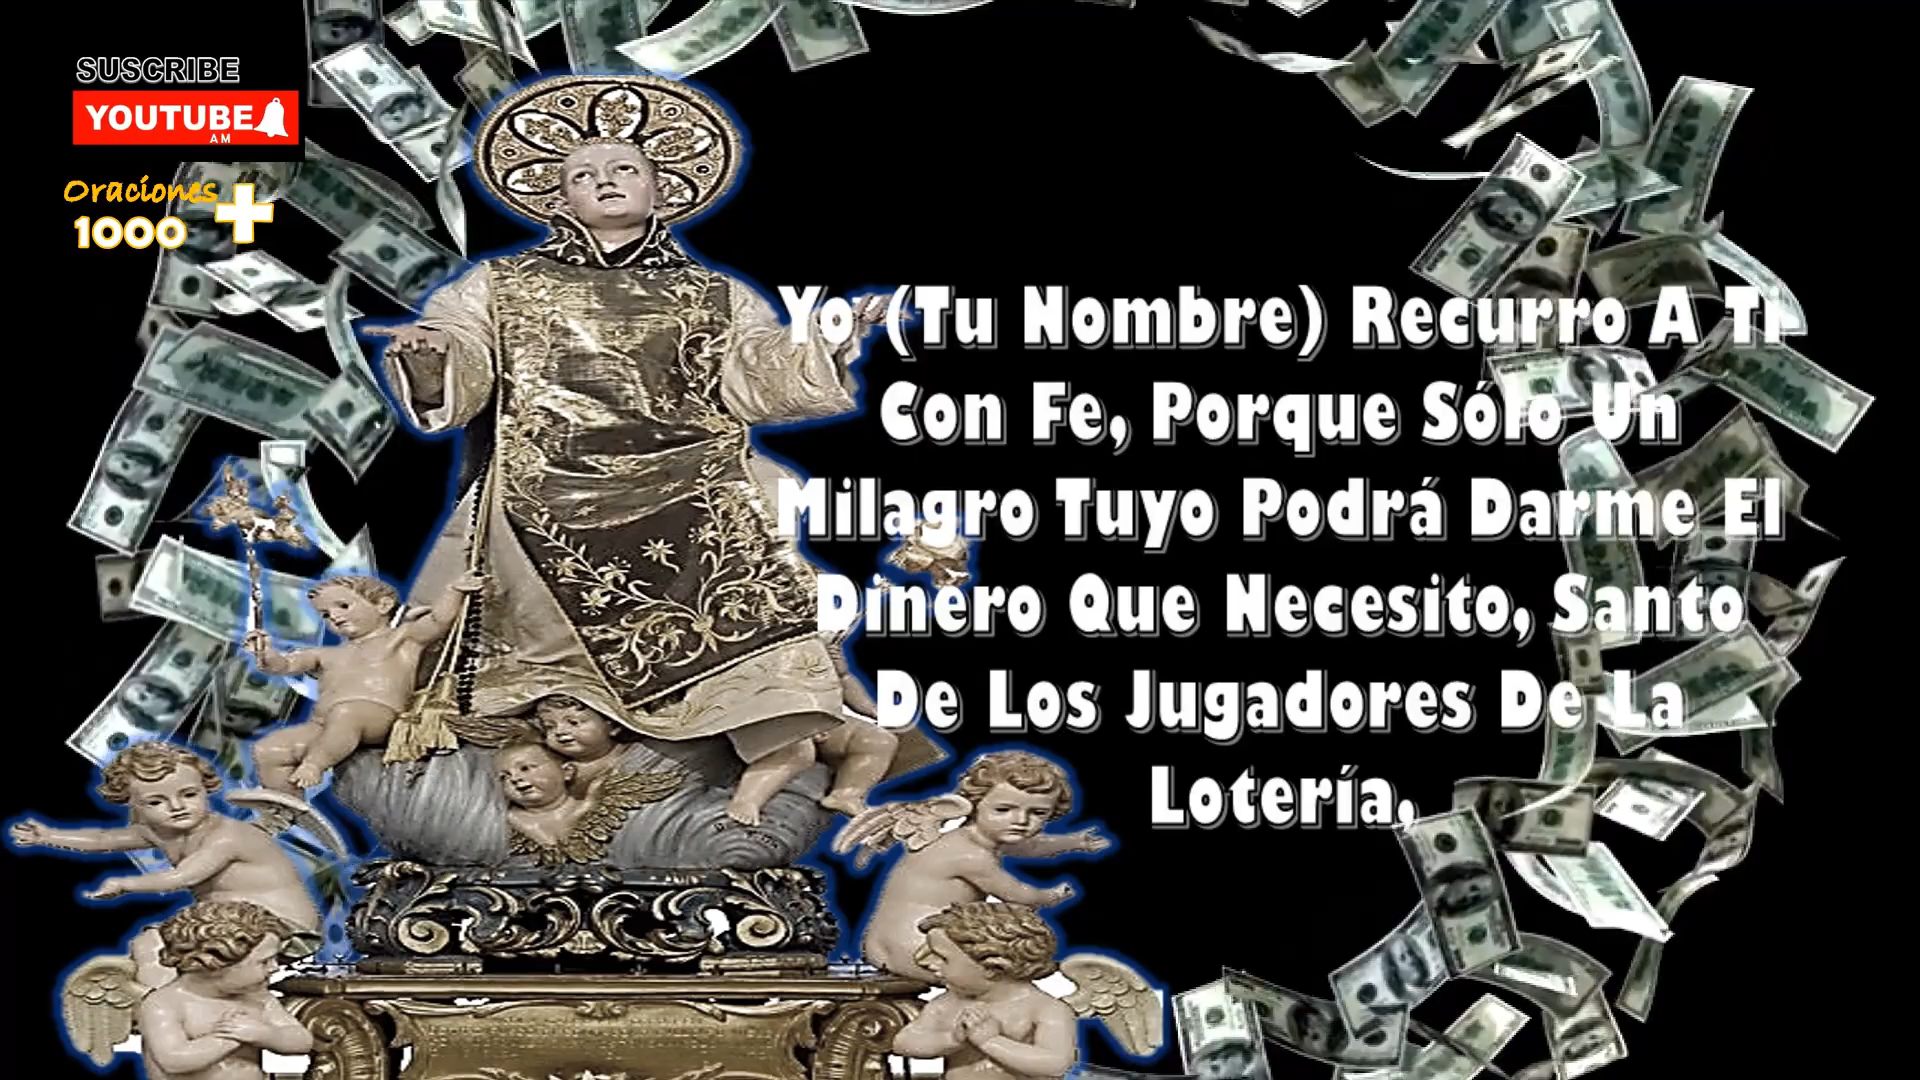 SUSCRIBE
YOUTUBE
AM
Oraciones
1000
Yo (Tu Nombre) Recurro A Ti
Con Fe, Porque Sólo Un
Milagro Tuyo Podrá Darme El
Dinero Que Necesito, Santo
De Los Jugadores De La
Lotería,